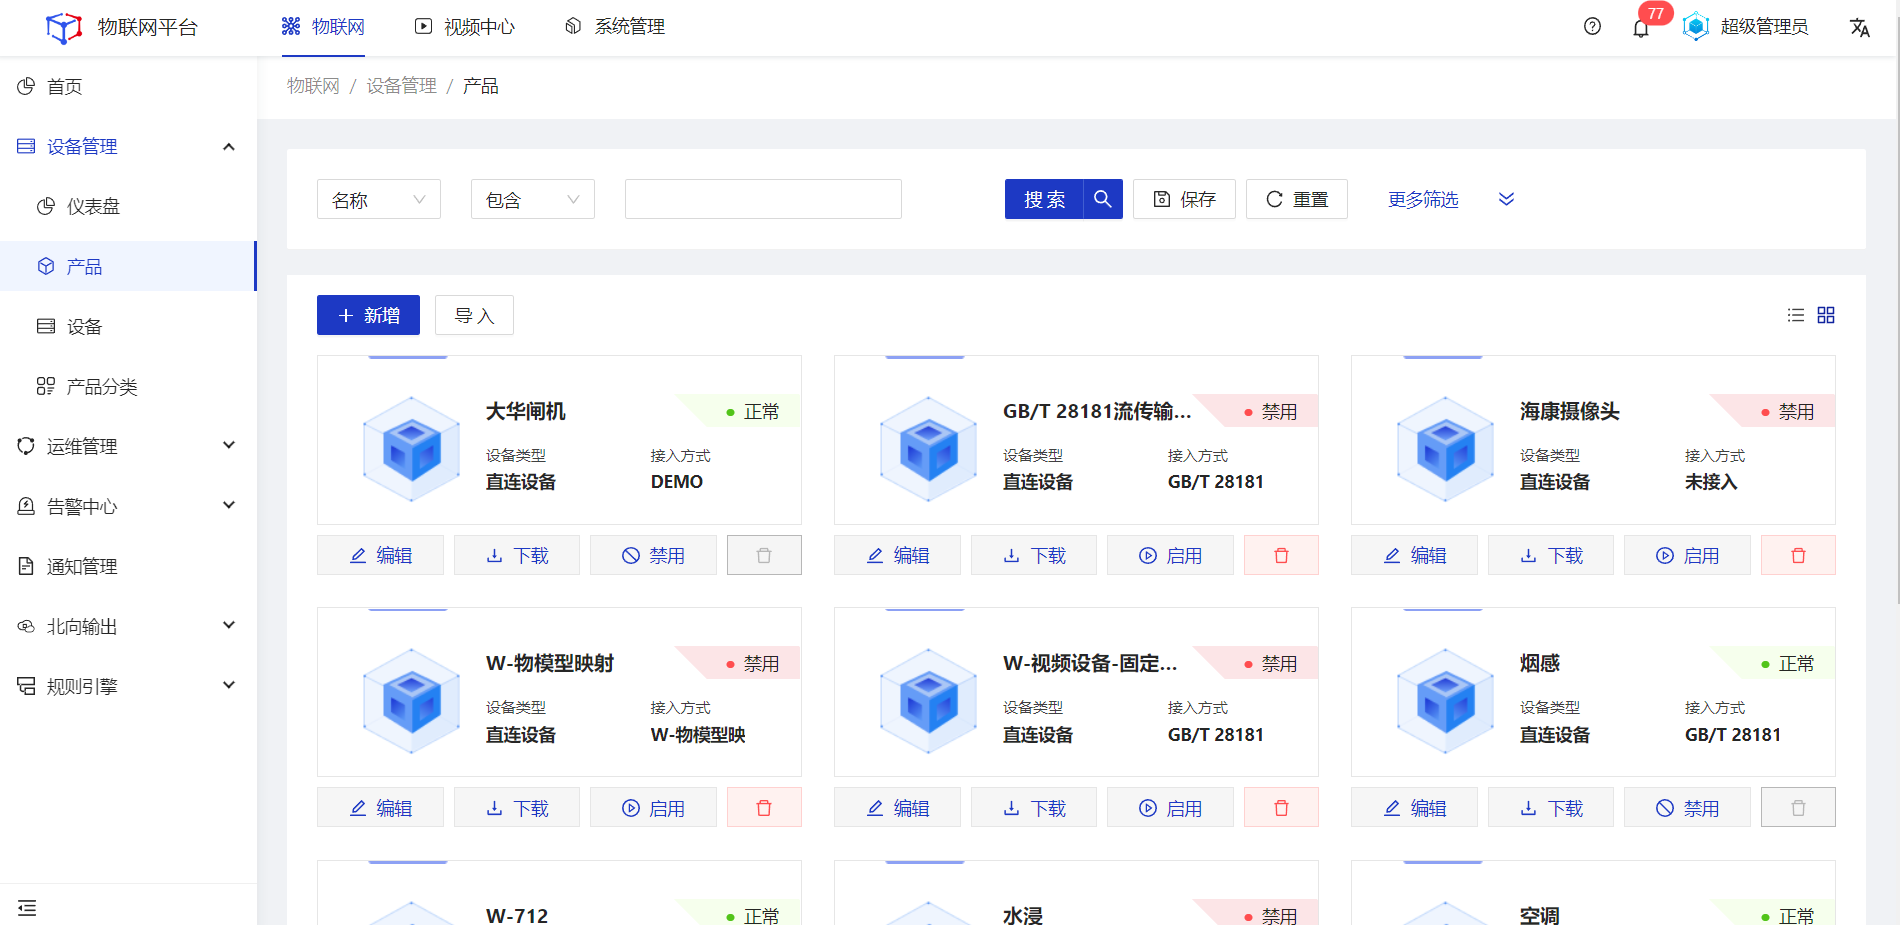 物联网平台
物联网
视频中心
系统管理
77
超级管理员
首页
设备管理
仪表盘
产品
设备
产品分类
运维管理
告警中心
通知管理
北向输出
规则引擎
物联网 / 设备管理 / 产品
名称
包含
搜索
保存
重置
更多筛选
新增
导入
大华闸机
正常
设备类型
接入方式
直连设备
DEMO
编辑
下载
禁用
GB/T 28181流传输...
禁用
设备类型
接入方式
直连设备
GB/T 28181
编辑
下载
启用
海康摄像头
禁用
设备类型
接入方式
直连设备
未接入
编辑
下载
启用
W-物模型映射
禁用
设备类型
接入方式
直连设备
W-物模型映
编辑
下载
启用
W-视频设备-固定...
禁用
设备类型
接入方式
直连设备
GB/T 28181
编辑
下载
启用
烟感
正常
设备类型
接入方式
直连设备
GB/T 28181
编辑
下载
禁用
W-712
正常
水浸
禁用
空调
正常